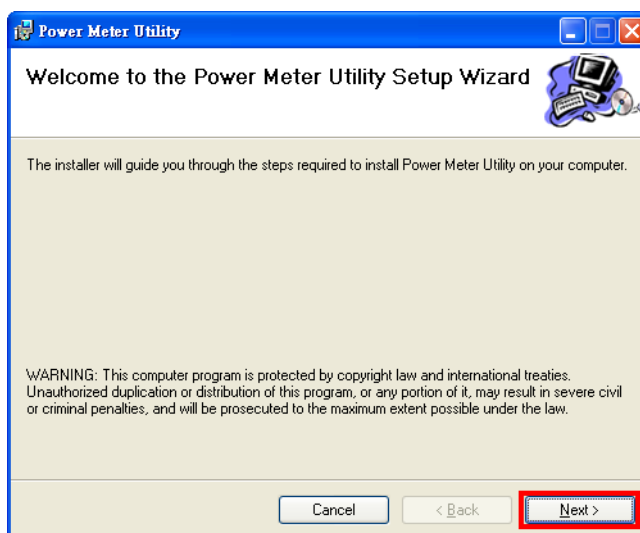 Power Meter Utility
Welcome to the Power Meter Utility Setup Wizard
The installer will guide you through the steps required to install Power Meter Utility on your computer.
WARNING: This computer program is protected by copyright law and international treaties.
Unauthorized duplication or distribution of this program, or any portion of it, may result in severe civil
or criminal penalties, and will be prosecuted to the maximum extent possible under the law.
Cancel
< Back
Next >